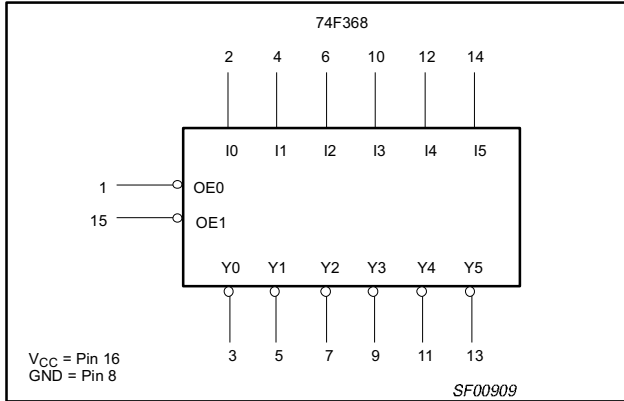 74F368
2 4 6 10 12 14
I0 I1 I2 I3 I4 I5
1 OE0
15 OE1
Y0 Y1 Y2 Y3 Y4 Y5
3 5 7 9 11 13
VCC = Pin 16
GND = Pin 8
SF00909